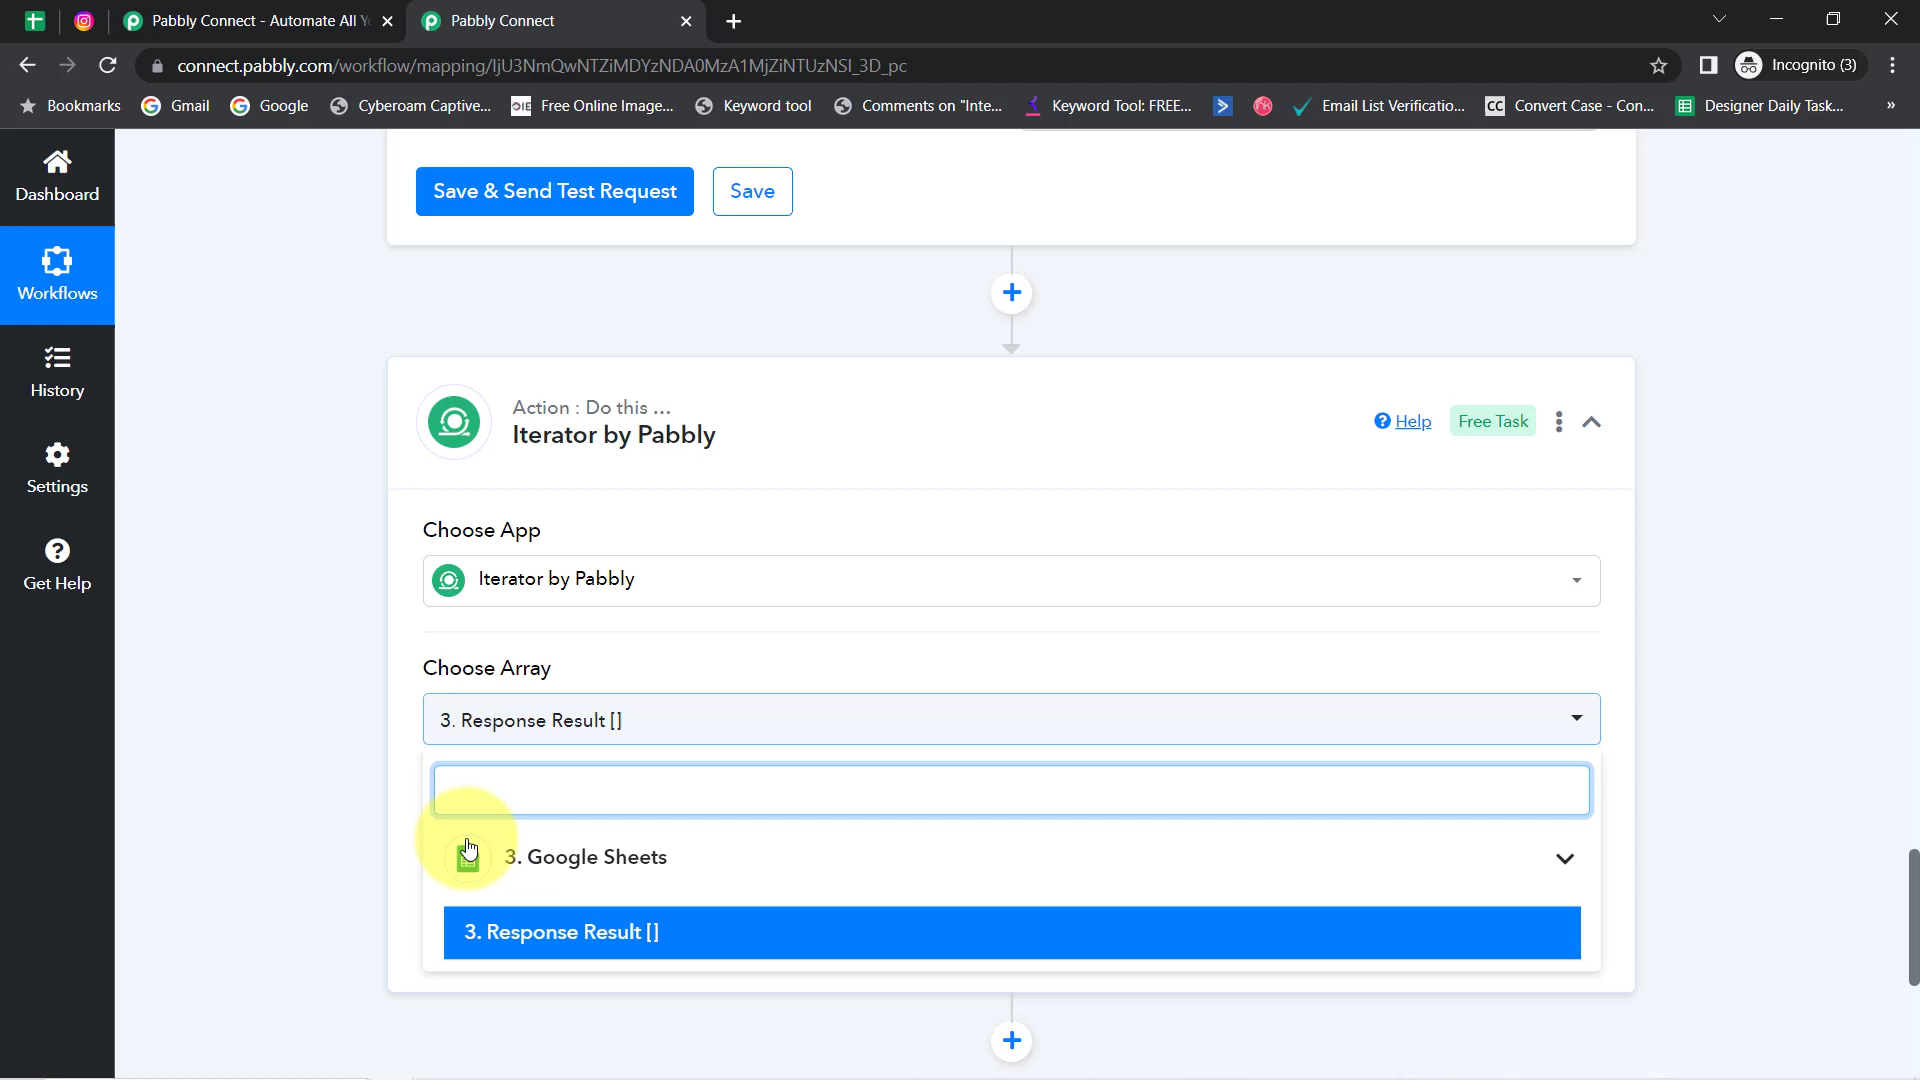 Pabbly Connect - Automate All Y
Pabbly Connect
connect.pabbly.com/workflow/mapping/IjU3NmQwNTZiMDYzNDA0MzA1MjZiNTUzNSI_3D_pc
Incognito (3)
Bookmarks
Gmail
Google
Cyberoam Captive...
OIE
Free Online Image...
Keyword tool
Comments on "Inte...
Keyword Tool: FREE...
Email List Verificatio...
CC
Convert Case - Con...
Designer Daily Task...
»
Dashboard
Workflows
History
Settings
Get Help
Save & Send Test Request
Save
Action : Do this ...
Iterator by Pabbly
Help
Free Task
Choose App
Iterator by Pabbly
Choose Array
3. Response Result []
3. Google Sheets
3. Response Result []